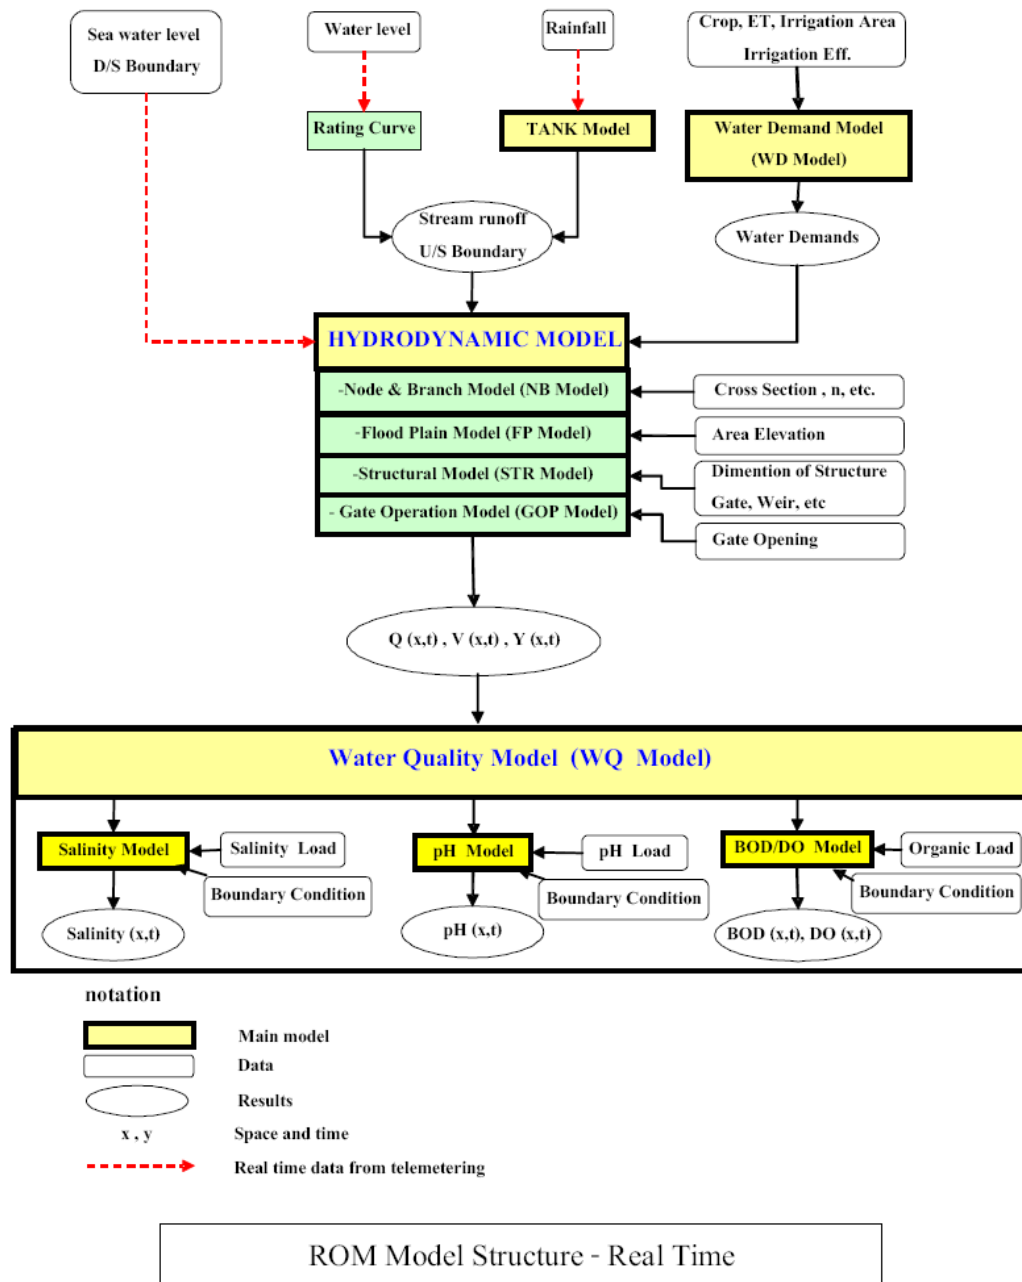 Sea water level
D/S Boundary
Water level
Rainfall
Crop, ET, Irrigation Area
Irrigation Eff.
Rating Curve
TANK Model
Water Demand Model
(WD Model)
Stream runoff
U/S Boundary
Water Demands
HYDRODYNAMIC MODEL
-Node & Branch Model (NB Model)
Cross Section , n, etc.
-Flood Plain Model (FP Model)
Area Elevation
-Structural Model (STR Model)
Dimention of Structure
Gate, Weir, etc
- Gate Operation Model (GOP Model)
Gate Opening
Q (x,t) , V (x,t) , Y (x,t)
Water Quality Model (WQ Model)
Salinity Model
Salinity Load
Boundary Condition
Salinity (x,t)
pH Model
pH Load
Boundary Condition
pH (x,t)
BOD/DO Model
Organic Load
Boundary Condition
BOD (x,t), DO (x,t)
notation
Main model
Data
Results
x , y
Space and time
Real time data from telemetering
ROM Model Structure - Real Time